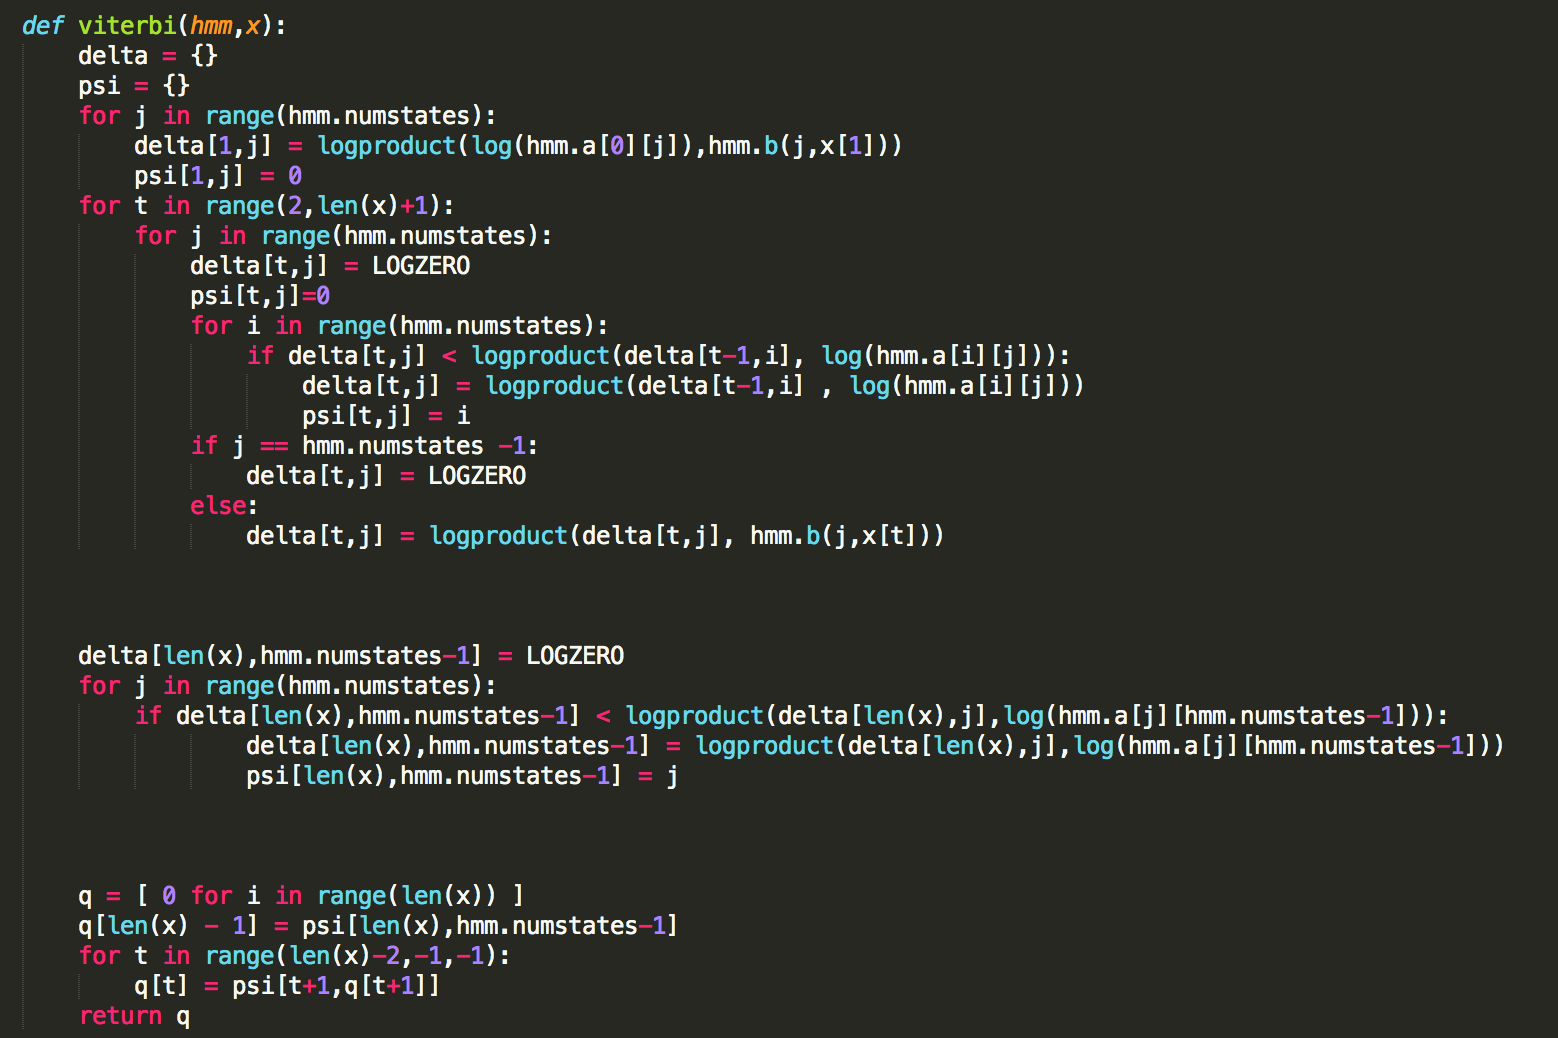 def viterbi(hmm,x):
    delta = {}
    psi = {}
    for j in range(hmm.numstates):
        delta[1,j] = logproduct(log(hmm.a[0][j]),hmm.b(j,x[1]))
        psi[1,j] = 0
    for t in range(2,len(x)+1):
        for j in range(hmm.numstates):
            delta[t,j] = LOGZERO
            psi[t,j]=0
            for i in range(hmm.numstates):
                if delta[t,j] < logproduct(delta[t-1,i], log(hmm.a[i][j])):
                    delta[t,j] = logproduct(delta[t-1,i] , log(hmm.a[i][j]))
                    psi[t,j] = i
            if j == hmm.numstates -1:
                delta[t,j] = LOGZERO
            else:
                delta[t,j] = logproduct(delta[t,j], hmm.b(j,x[t]))
    delta[len(x),hmm.numstates-1] = LOGZERO
    for j in range(hmm.numstates):
        if delta[len(x),hmm.numstates-1] < logproduct(delta[len(x),j],log(hmm.a[j][hmm.numstates-1])):
                delta[len(x),hmm.numstates-1] = logproduct(delta[len(x),j],log(hmm.a[j][hmm.numstates-1]))
                psi[len(x),hmm.numstates-1] = j
    q = [ 0 for i in range(len(x)) ]
    q[len(x) - 1] = psi[len(x),hmm.numstates-1]
    for t in range(len(x)-2,-1,-1):
        q[t] = psi[t+1,q[t+1]]
    return q